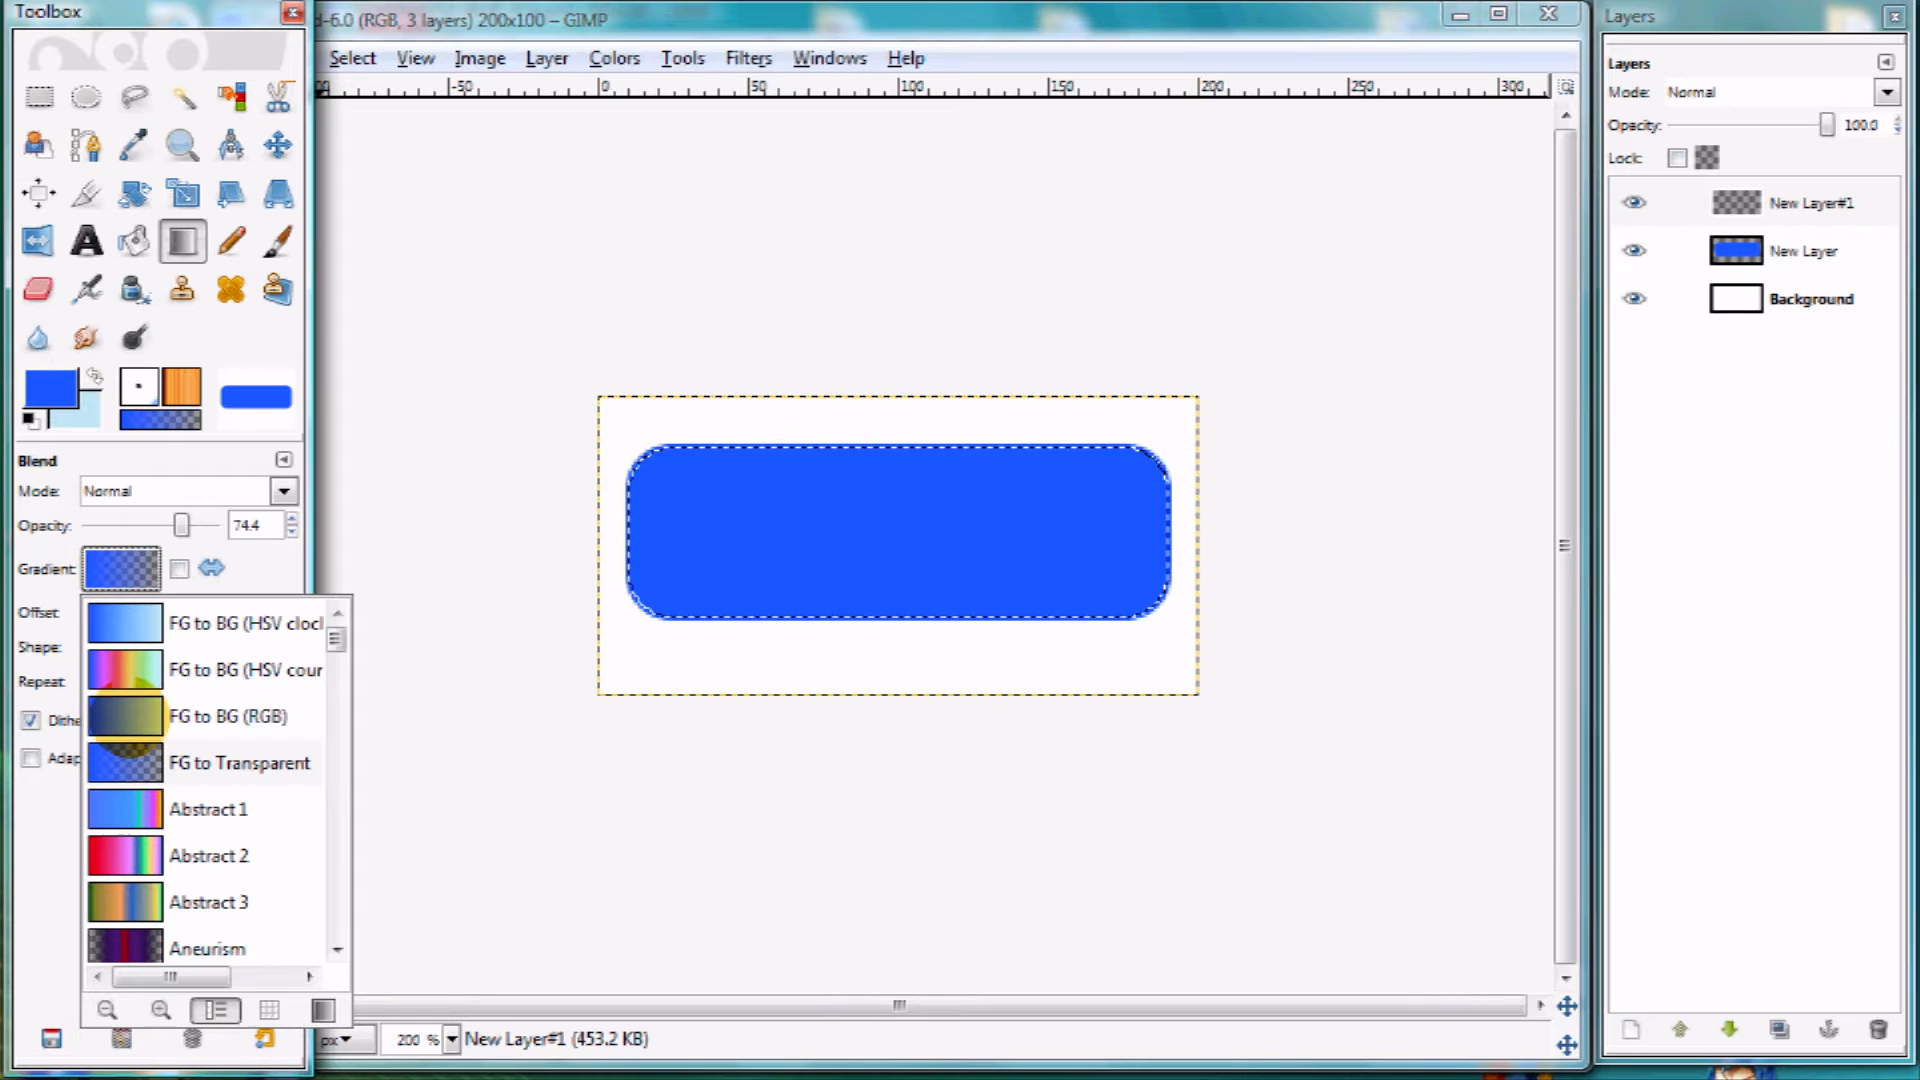 Toolbox
d-6.0 (RGB, 3 layers) 200x100 – GIMP
Select View Image Layer Colors Tools Filters Windows Help
-50 0 50 100 150 200 250 300
Blend
Mode: Normal
Opacity: 74.4
Gradient:
Offset:
Shape:
Repeat:
Dithe
Adap
FG to BG (HSV clocl
FG to BG (HSV cour
FG to BG (RGB)
FG to Transparent
Abstract 1
Abstract 2
Abstract 3
Aneurism
px 200 % New Layer#1 (453.2 KB)
Layers
Layers
Mode: Normal
Opacity: 100.0
Lock:
New Layer#1
New Layer
Background